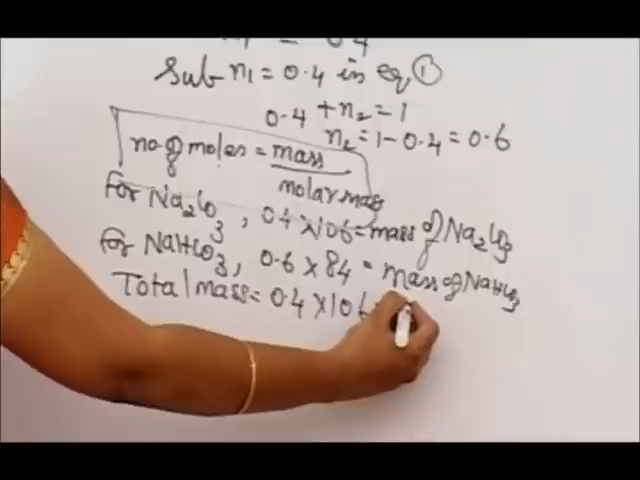 = 0.4
Sub n₁ = 0.4 in eq ①
0.4 + n₂ = 1
n₂ = 1 - 0.4 = 0.6
no. of moles = mass / molar mass
for Na₂CO₃, 0.4 × 106 = mass of Na₂CO₃
for NaHCO₃, 0.6 × 84 = mass of NaHCO₃
Total mass = 0.4 × 106